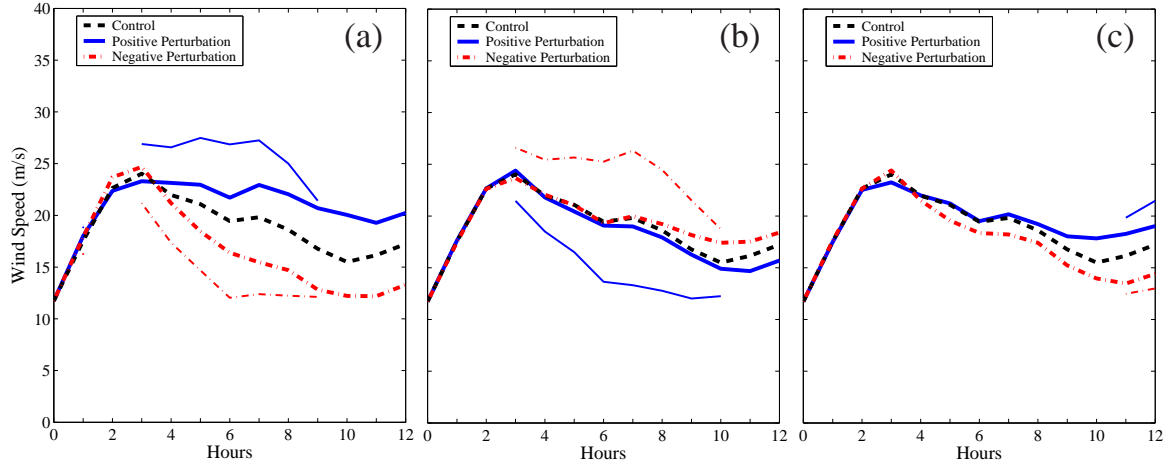 40
35
30
25
20
15
10
5
0
Wind Speed (m/s)
Control
Positive Perturbation
Negative Perturbation
(a)
0 2 4 6 8 10 12
Hours
Control
Positive Perturbation
Negative Perturbation
(b)
0 2 4 6 8 10 12
Hours
Control
Positive Perturbation
Negative Perturbation
(c)
0 2 4 6 8 10 12
Hours